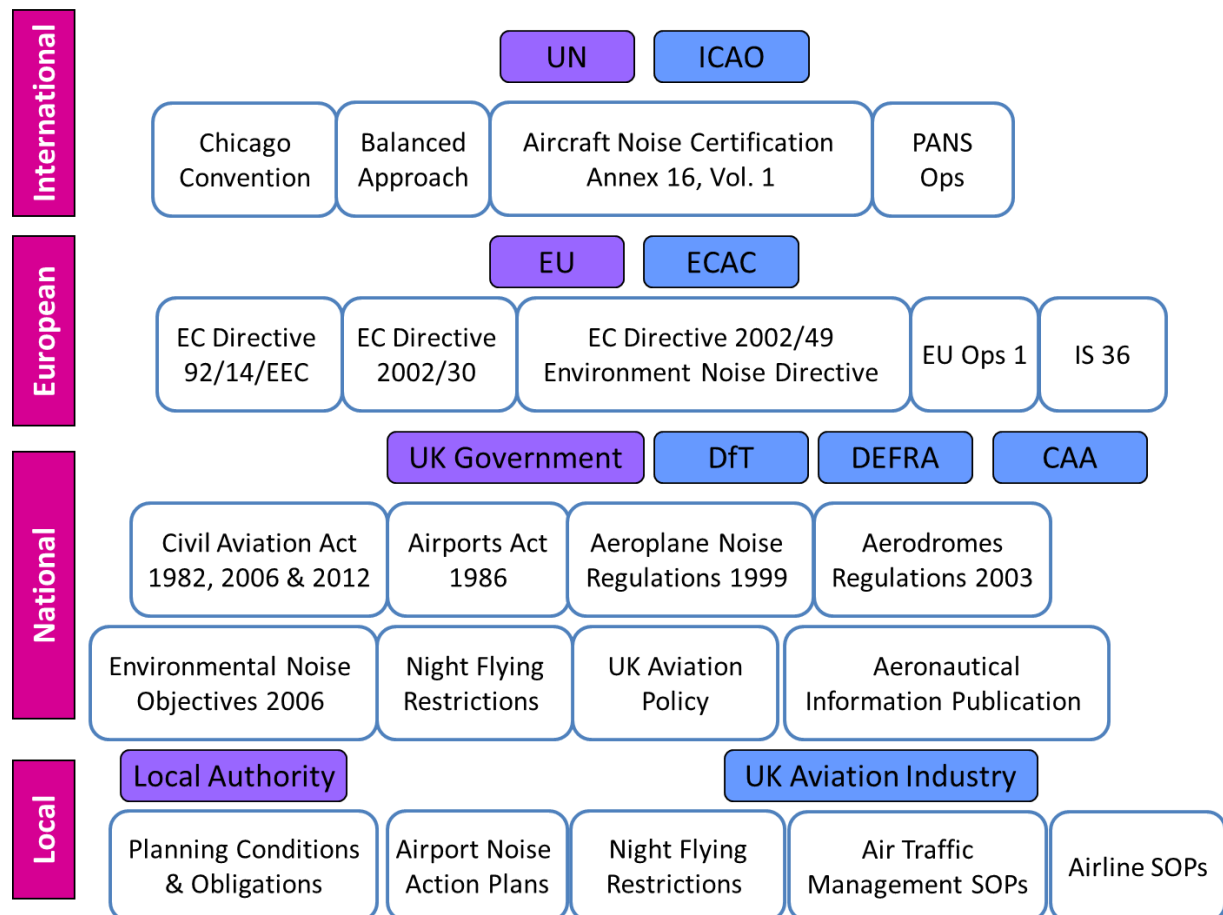 International
UN
ICAO
Chicago
Convention
Balanced
Approach
Aircraft Noise Certification
Annex 16, Vol. 1
PANS
Ops
European
EU
ECAC
EC Directive
92/14/EEC
EC Directive
2002/30
EC Directive 2002/49
Environment Noise Directive
EU Ops 1
IS 36
National
UK Government
DfT
DEFRA
CAA
Civil Aviation Act
1982, 2006 & 2012
Airports Act
1986
Aeroplane Noise
Regulations 1999
Aerodromes
Regulations 2003
Environmental Noise
Objectives 2006
Night Flying
Restrictions
UK Aviation
Policy
Aeronautical
Information Publication
Local
Local Authority
UK Aviation Industry
Planning Conditions
& Obligations
Airport Noise
Action Plans
Night Flying
Restrictions
Air Traffic
Management SOPs
Airline SOPs